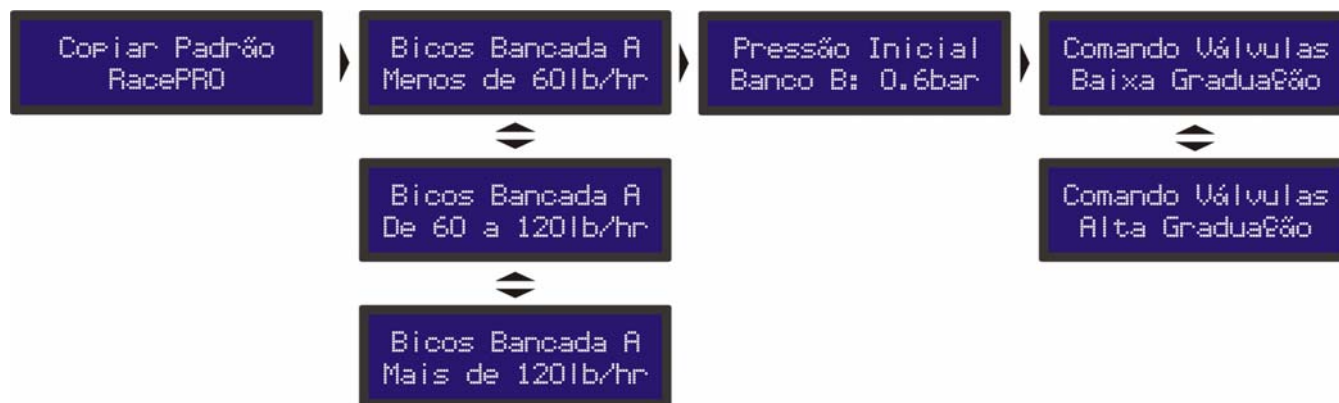 Copiar Padrão
RacePRO
Bicos Bancada A
Menos de 60lb/hr
Bicos Bancada A
De 60 a 120lb/hr
Bicos Bancada A
Mais de 120lb/hr
Pressão Inicial
Banco B: 0.6bar
Comando Válvulas
Baixa Graduação
Comando Válvulas
Alta Graduação